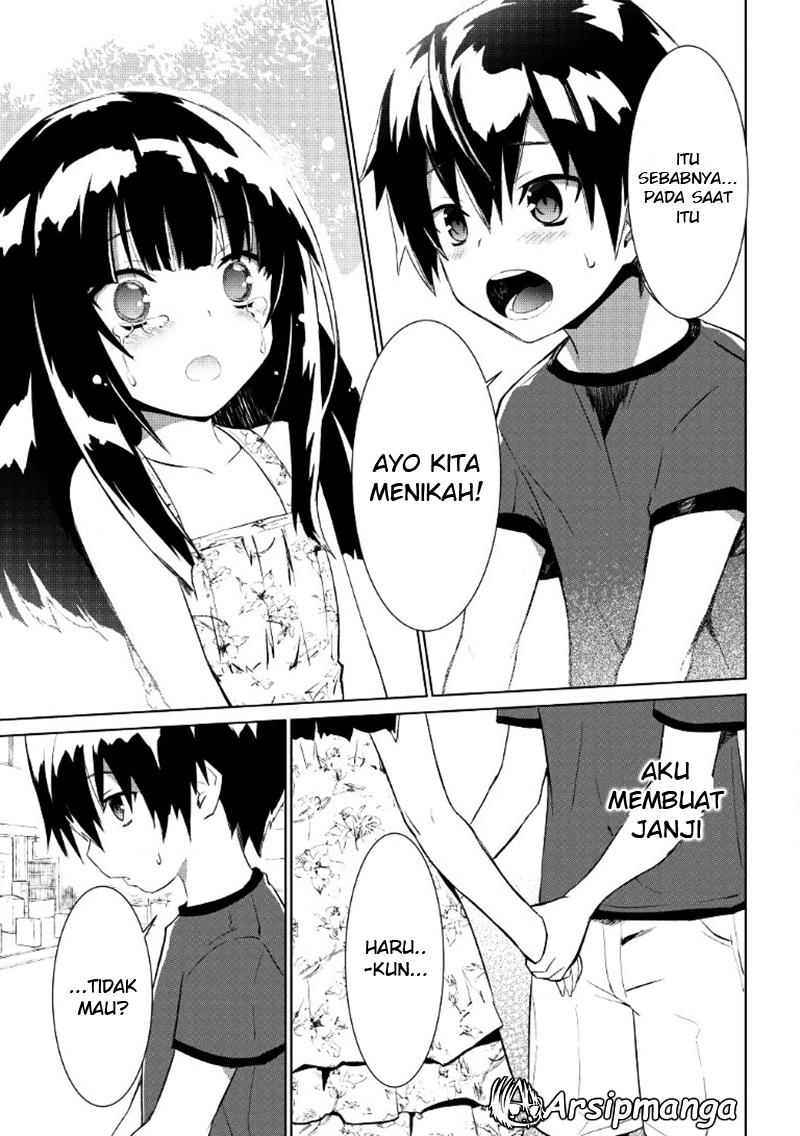 ITU
SEBABNYA...
PADA SAAT
ITU
AYO KITA
MENIKAH!
AKU
MEMBUAT
JANJI
HARU..
-KUN...
...TIDAK
MAU?
Arsipmanga